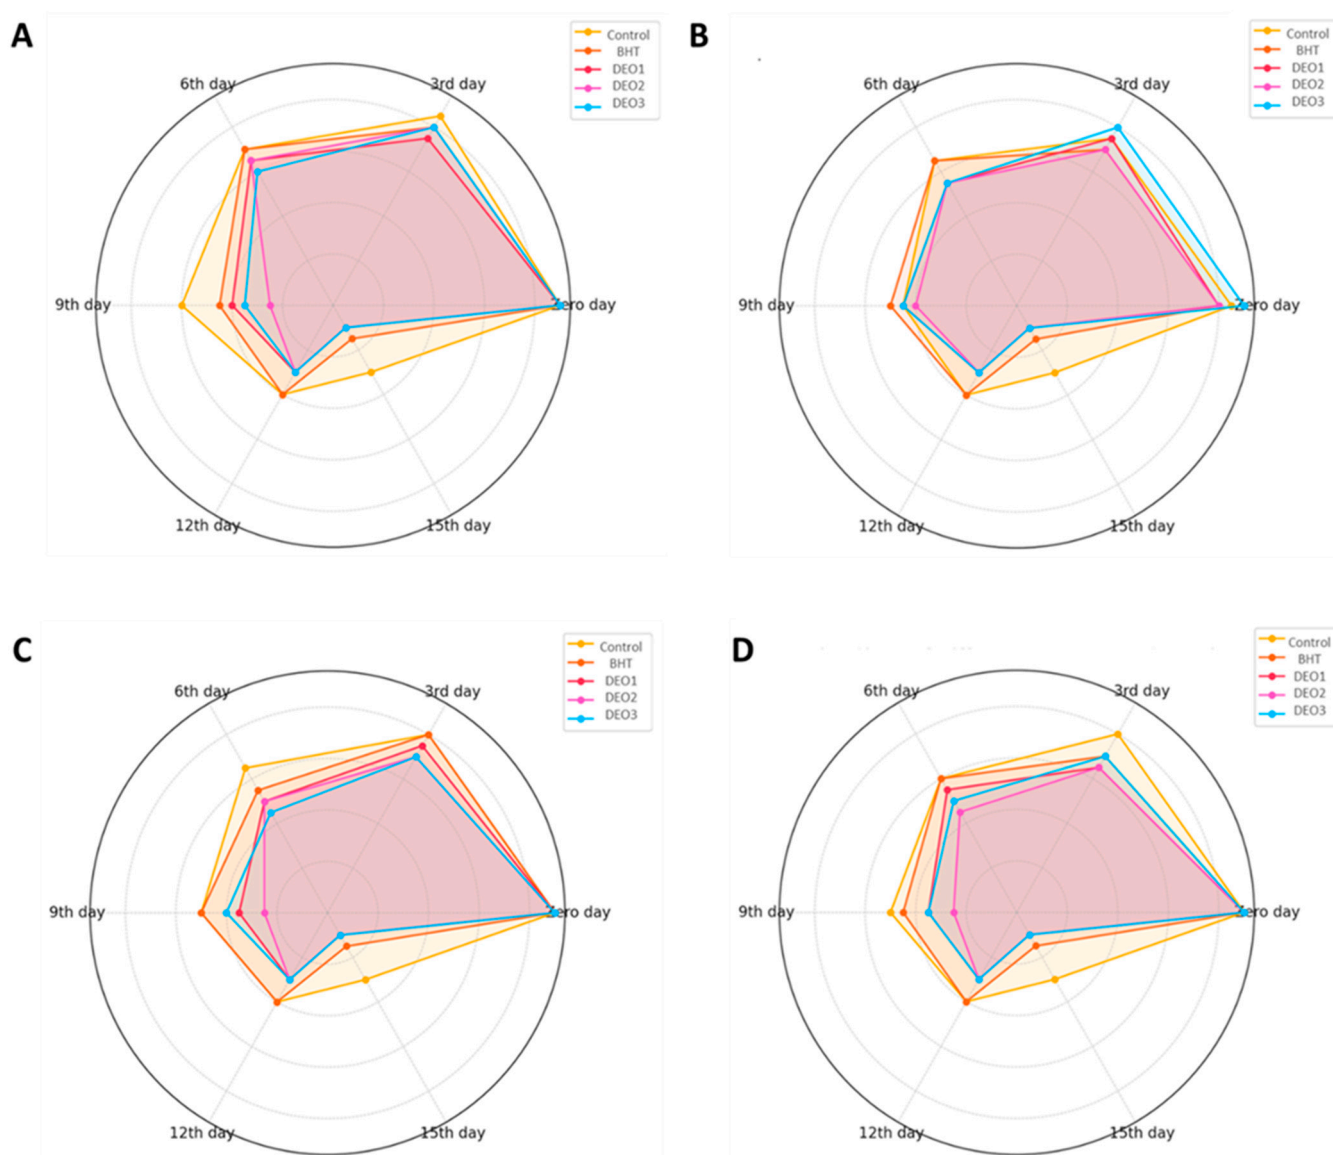 A
Control
BHT
DEO1
DEO2
DEO3
6th day
3rd day
9th day
Zero day
12th day
15th day
B
Control
BHT
DEO1
DEO2
DEO3
6th day
3rd day
9th day
Zero day
12th day
15th day
C
Control
BHT
DEO1
DEO2
DEO3
6th day
3rd day
9th day
Zero day
12th day
15th day
D
Control
BHT
DEO1
DEO2
DEO3
6th day
3rd day
9th day
Zero day
12th day
15th day